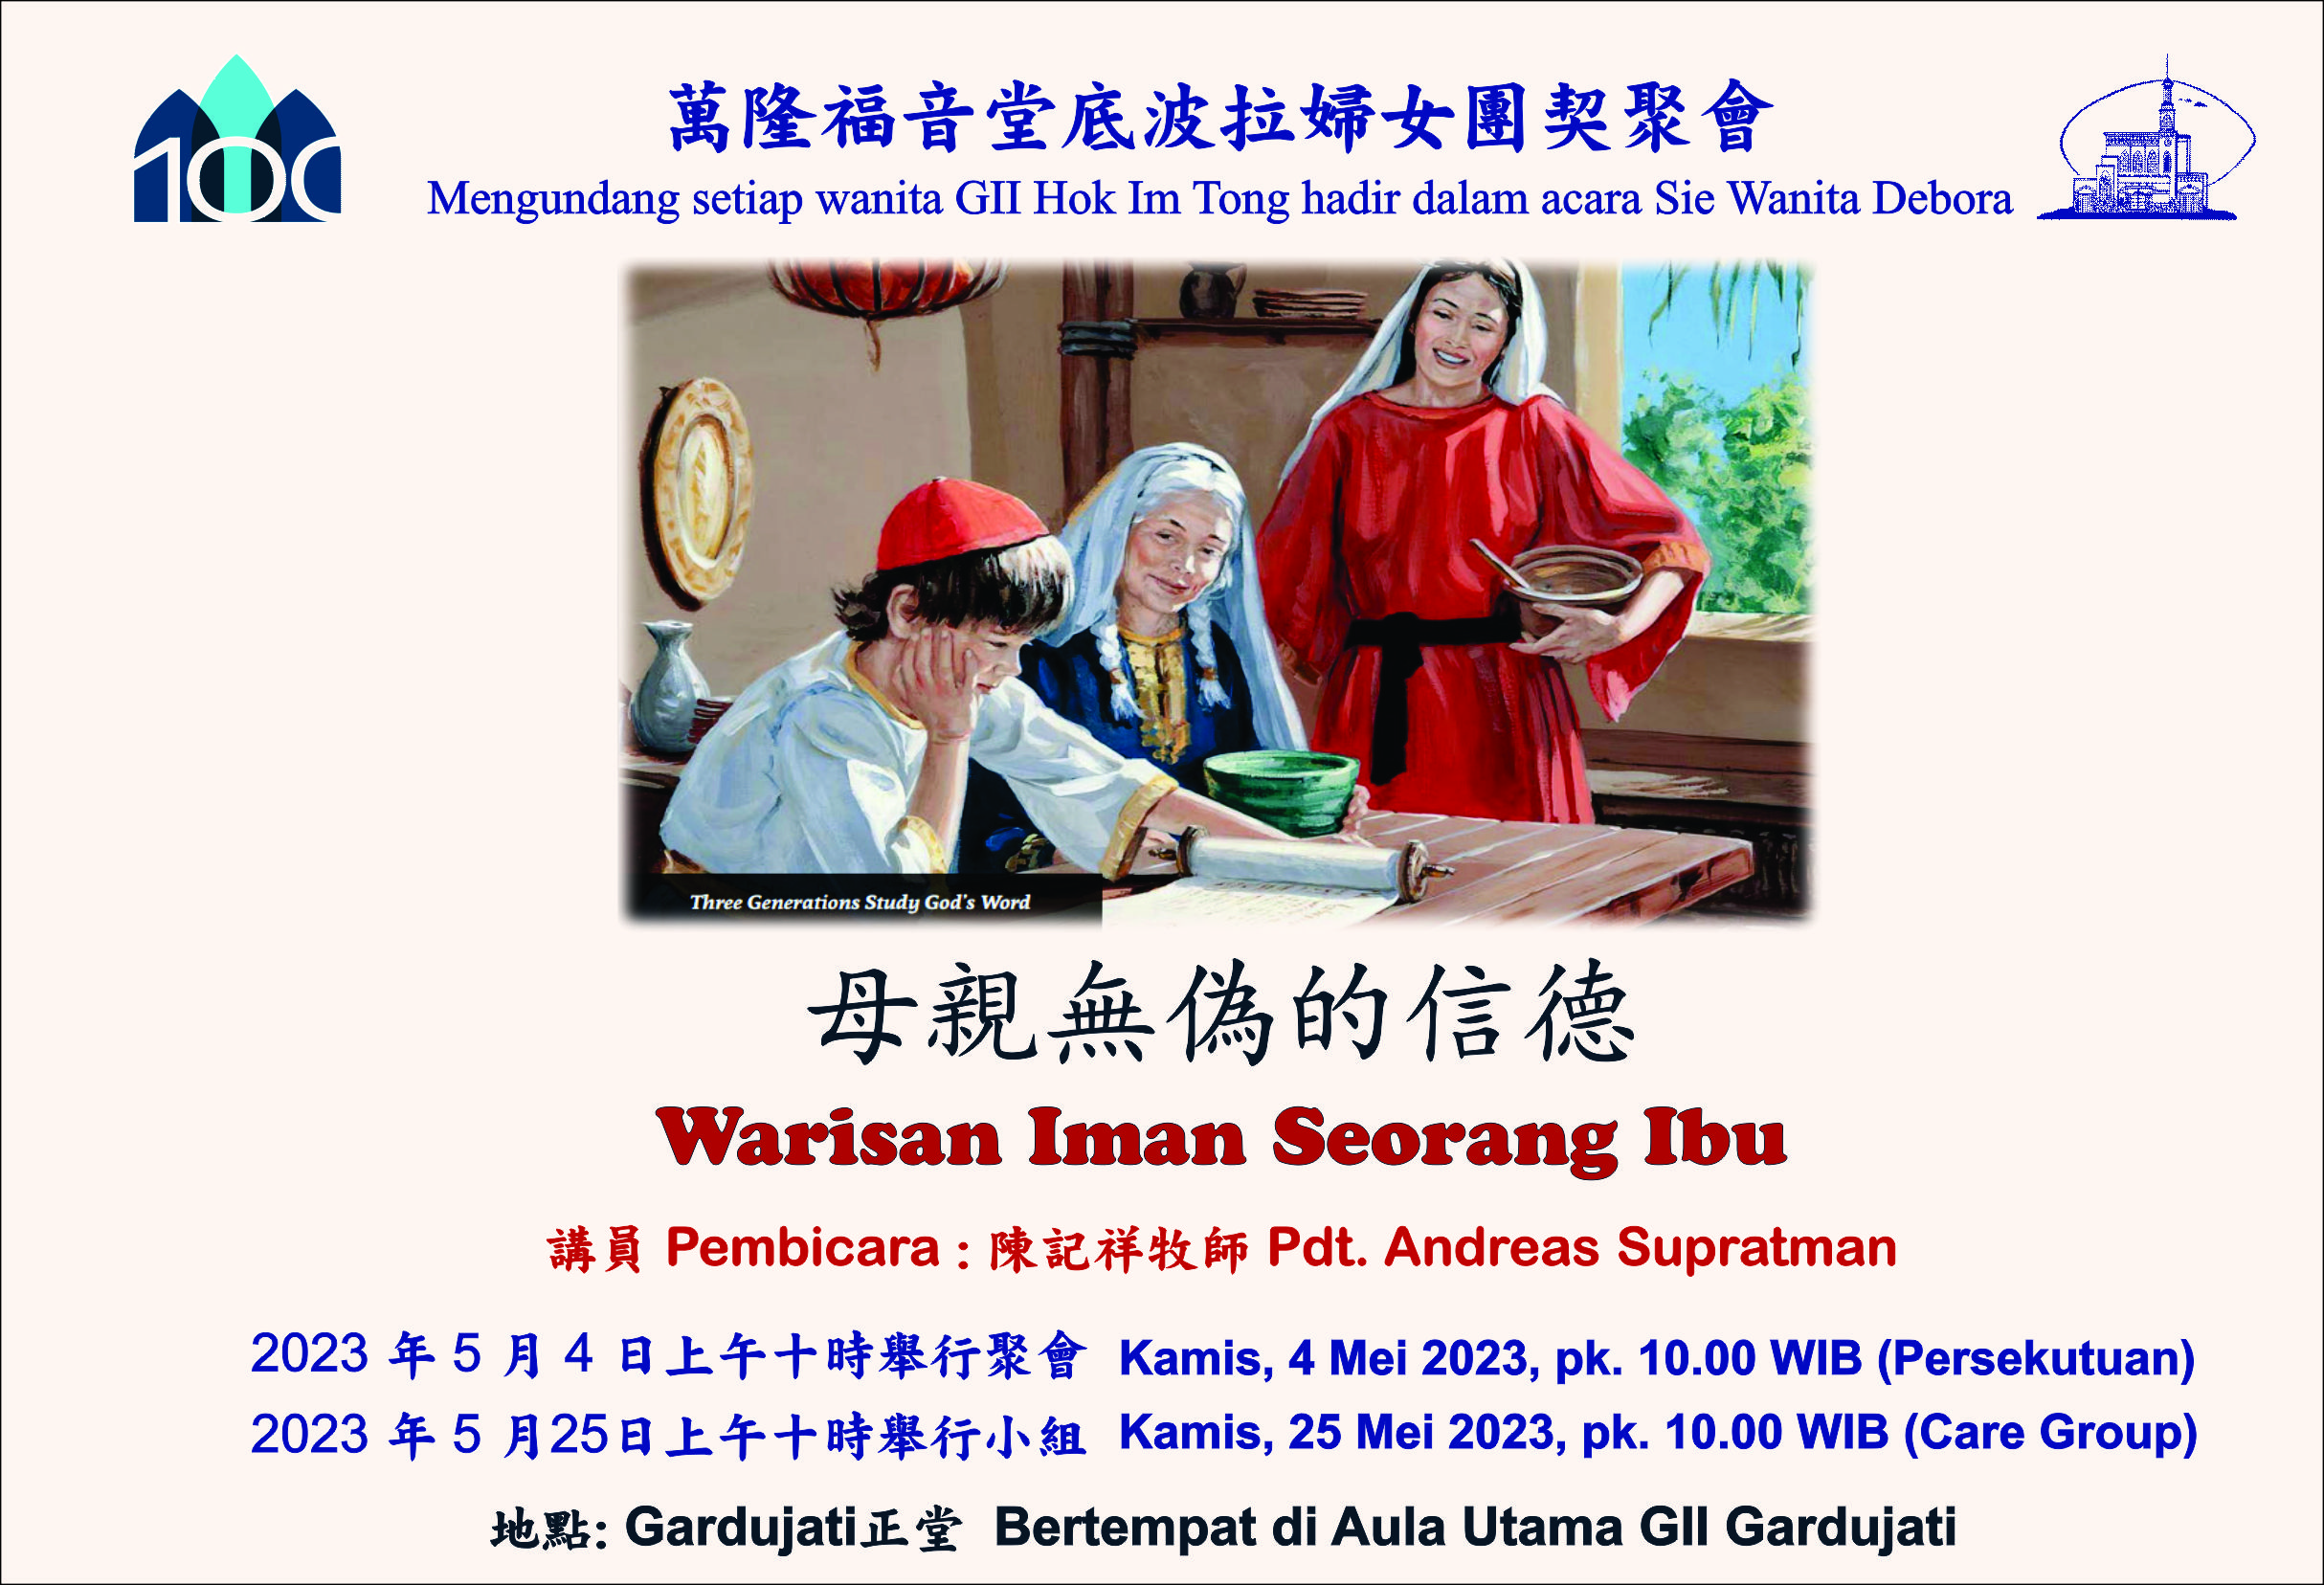 100
萬隆福音堂底波拉婦女團契聚會
Mengundang setiap wanita GII Hok Im Tong hadir dalam acara Sie Wanita Debora
Three Generations Study God's Word
母親無偽的信德
Warisan Iman Seorang Ibu
講員 Pembicara : 陳記祥牧師 Pdt. Andreas Supratman
2023 年 5 月 4 日上午十時舉行聚會 Kamis, 4 Mei 2023, pk. 10.00 WIB (Persekutuan)
2023 年 5 月25日上午十時舉行小組 Kamis, 25 Mei 2023, pk. 10.00 WIB (Care Group)
地點: Gardujati正堂 Bertempat di Aula Utama GII Gardujati